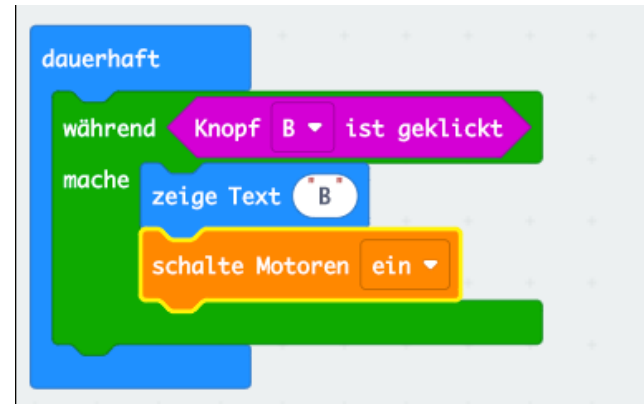 dauerhaft
während Knopf B ist geklickt
mache
zeige Text "B"
schalte Motoren ein